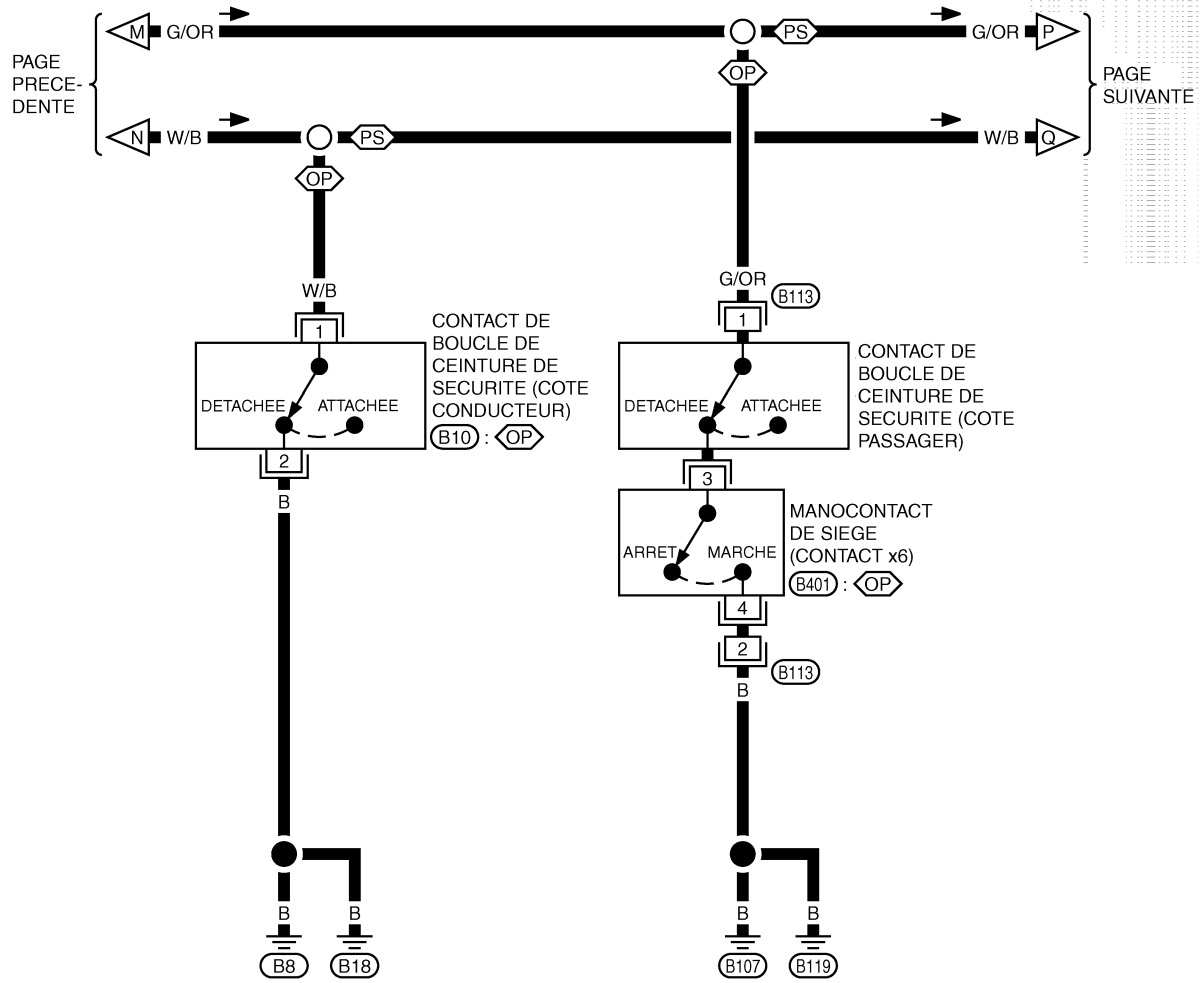 M G/OR PS G/OR P
OP
PAGE
PRECE-
DENTE
PAGE
SUIVANTE
N W/B PS W/B Q
OP
W/B
1
CONTACT DE
BOUCLE DE
CEINTURE DE
SECURITE (COTE
CONDUCTEUR)
B10 : OP
DETACHEE ATTACHEE
2
B
B B
B8 B18
G/OR
B113
1
CONTACT DE
BOUCLE DE
CEINTURE DE
SECURITE (COTE
PASSAGER)
DETACHEE ATTACHEE
3
MANOCONTACT
DE SIEGE
(CONTACT x6)
B401 : OP
ARRET MARCHE
4
2
B113
B
B B
B107 B119